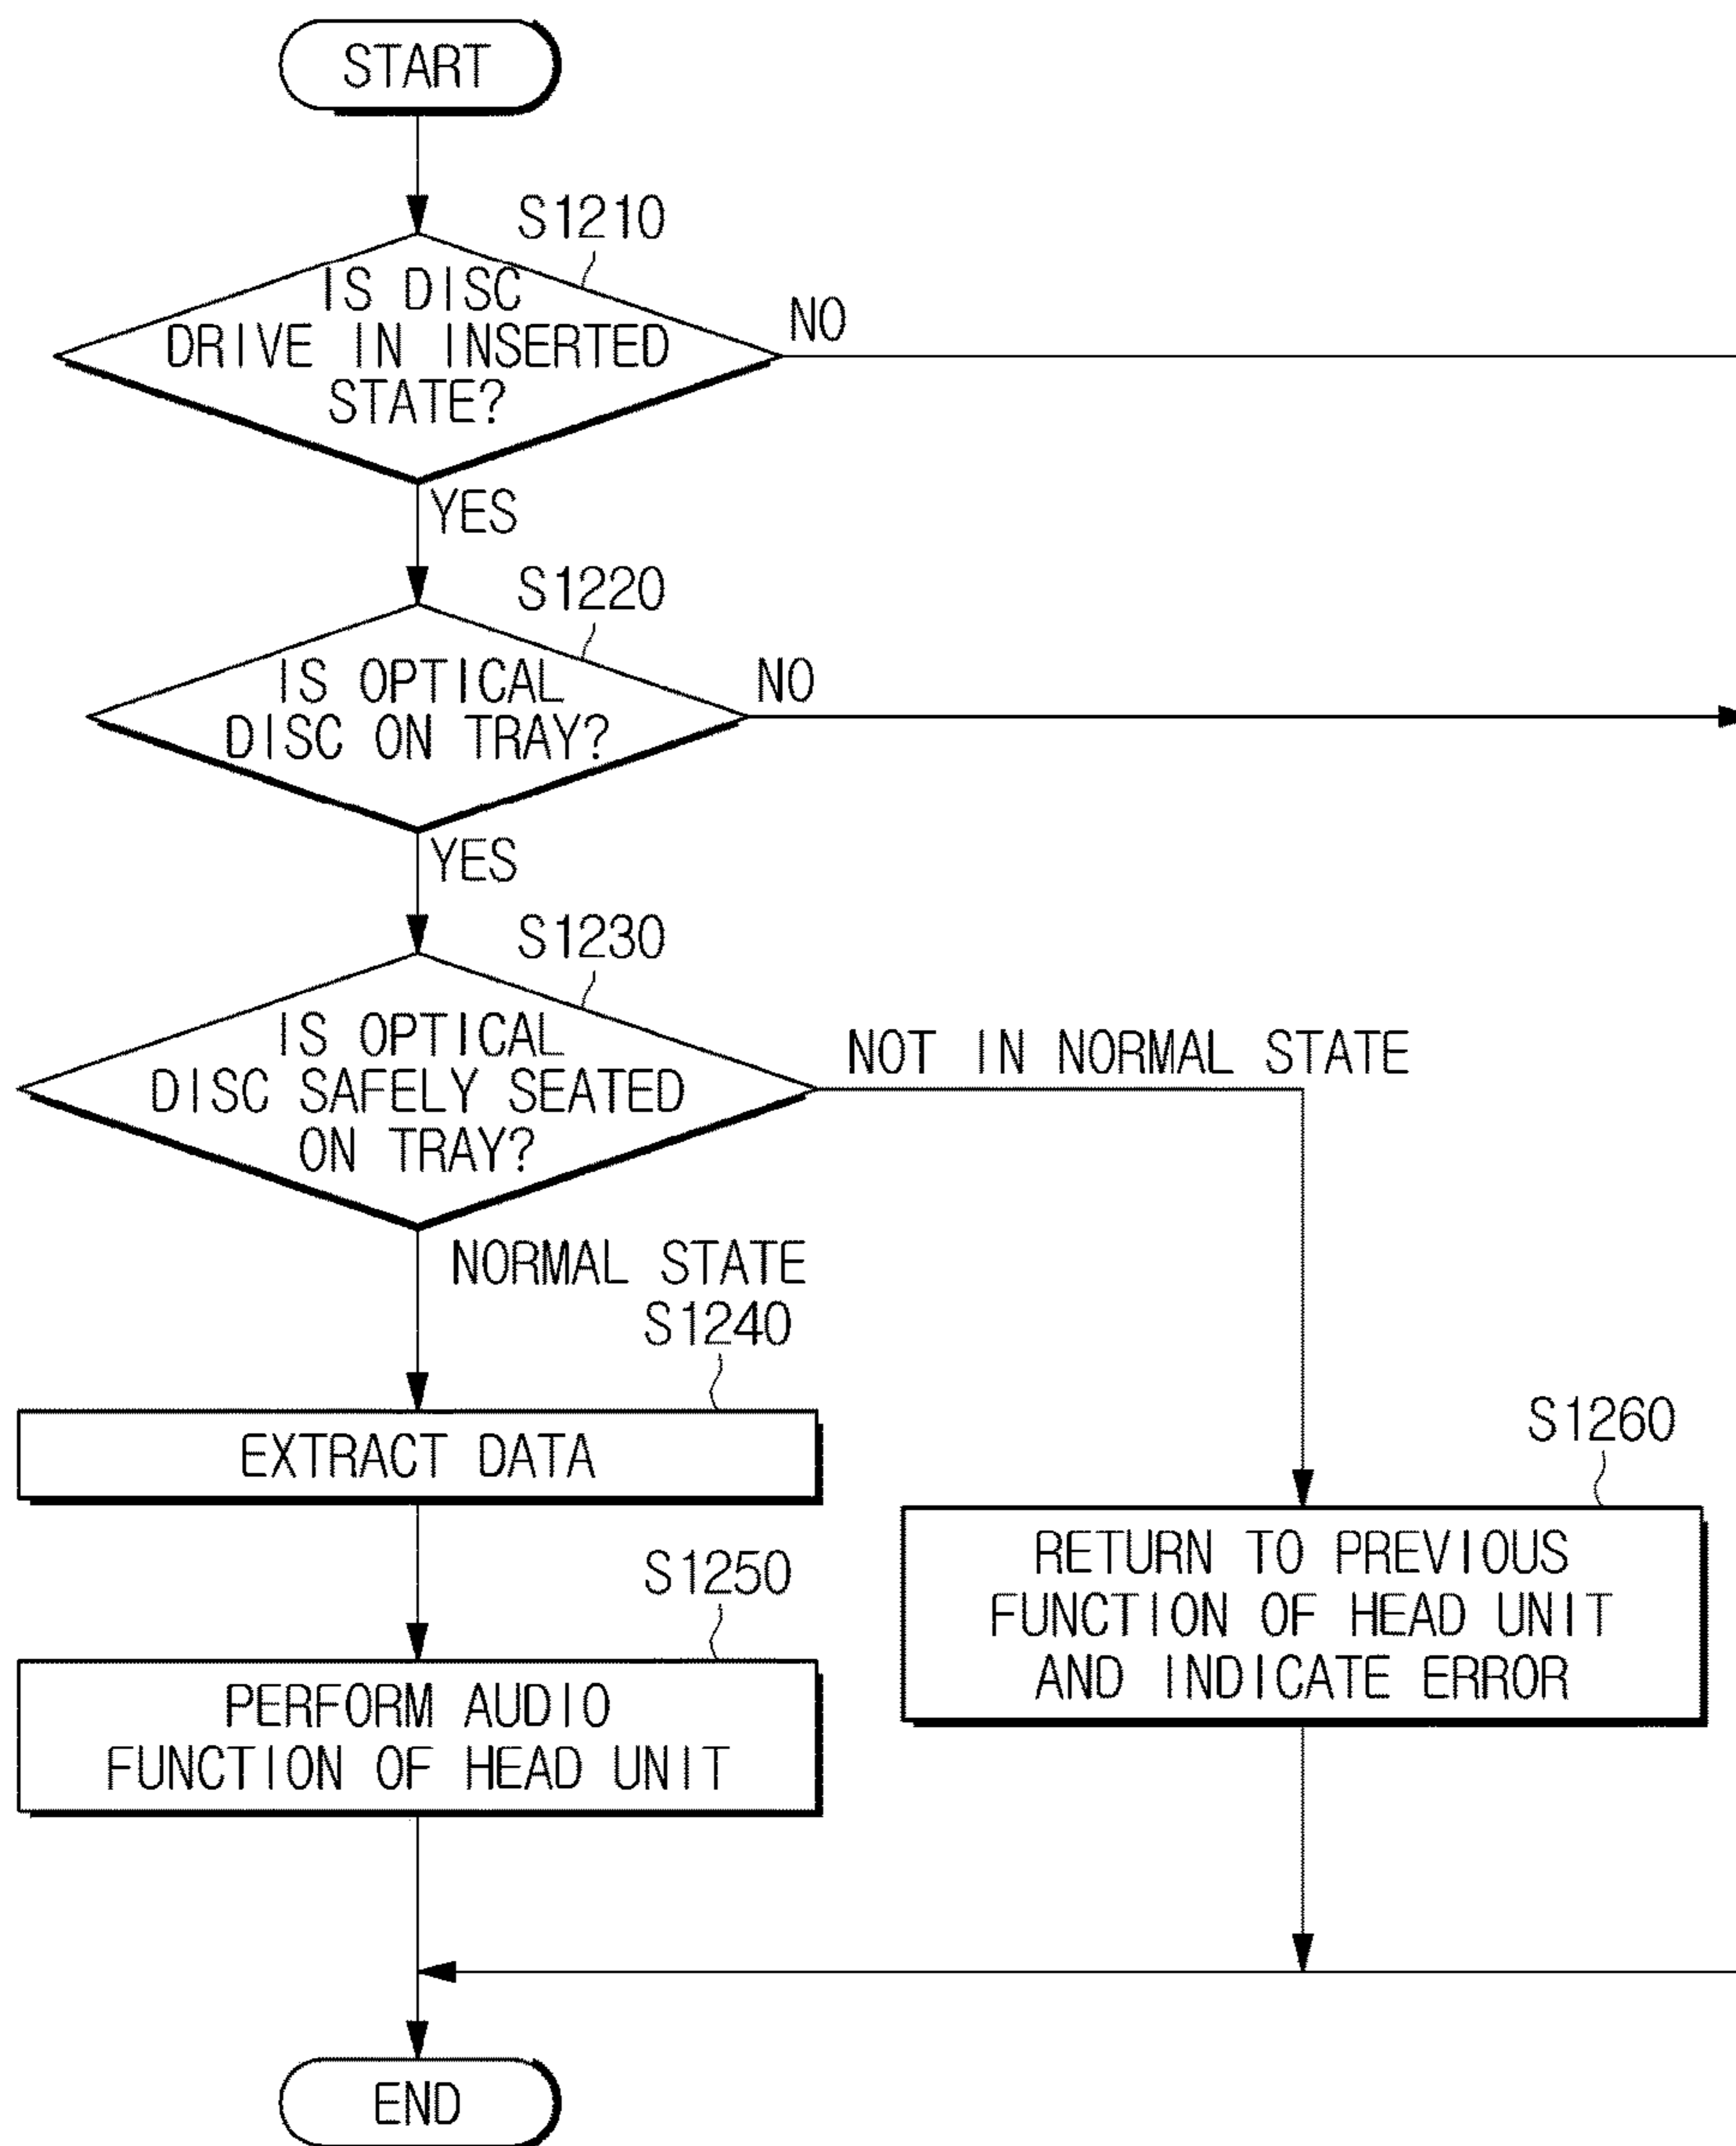 START
S1210
IS DISC
DRIVE IN INSERTED
STATE?
NO
YES
S1220
IS OPTICAL
DISC ON TRAY?
NO
YES
S1230
IS OPTICAL
DISC SAFELY SEATED
ON TRAY?
NOT IN NORMAL STATE
NORMAL STATE
S1240
EXTRACT DATA
S1250
PERFORM AUDIO
FUNCTION OF HEAD UNIT
S1260
RETURN TO PREVIOUS
FUNCTION OF HEAD UNIT
AND INDICATE ERROR
END